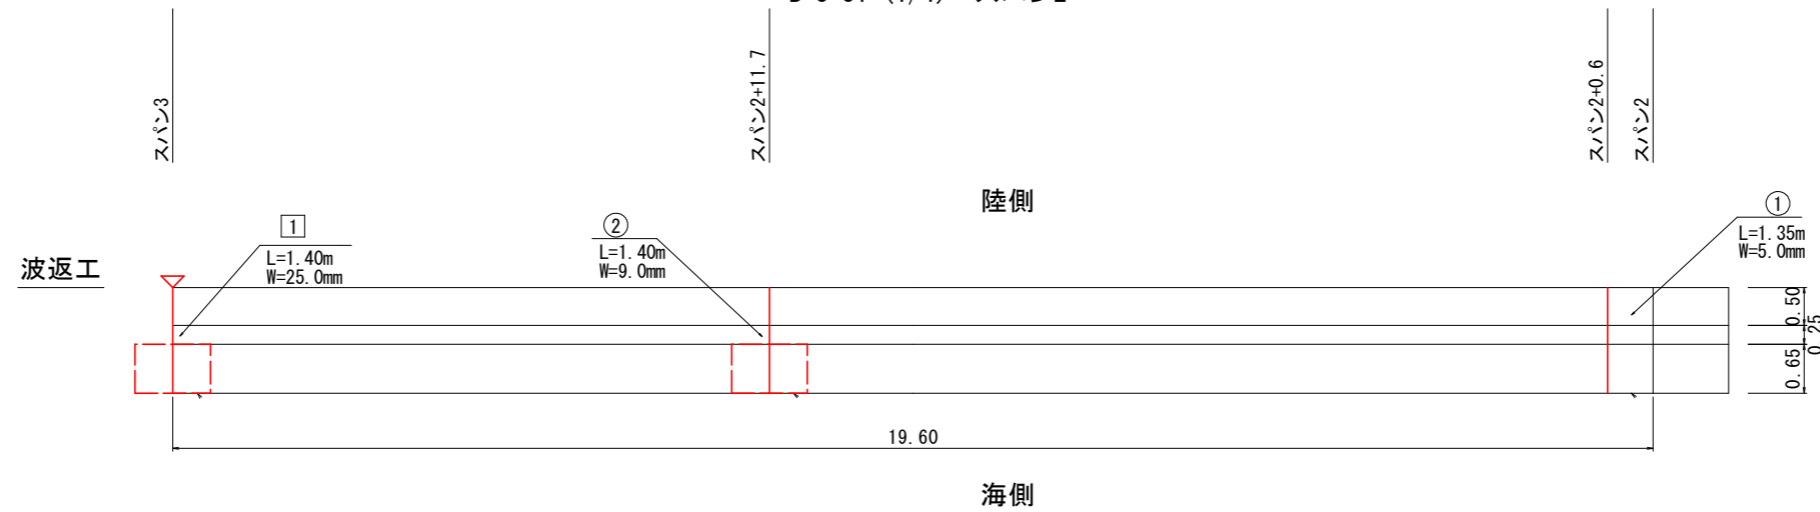 スパン3
スパン2+11.7
スパン2+0.6
スパン2
陸側
1
L=1.40m
W=25.0mm
②
L=1.40m
W=9.0mm
①
L=1.35m
W=5.0mm
波返工
0.50
0.25
0.65
19.60
海側